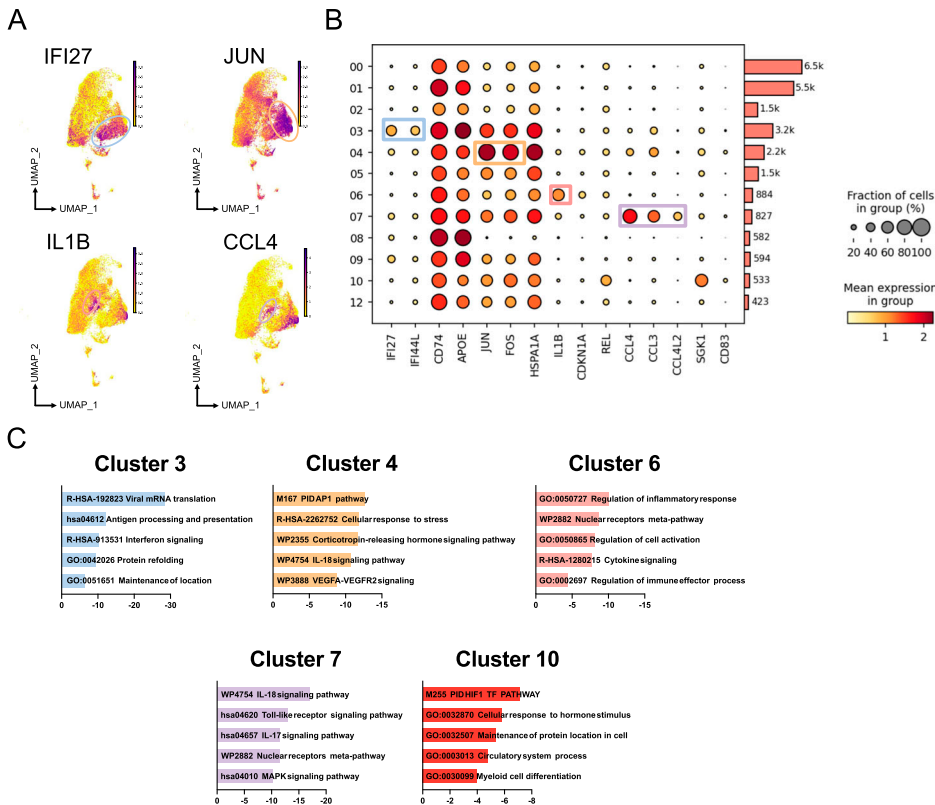 A
B
IFI27
JUN
UMAP_2
UMAP_1
UMAP_2
UMAP_1
IL1B
CCL4
UMAP_2
UMAP_1
UMAP_2
UMAP_1
00
01
02
03
04
05
06
07
08
09
10
12
6.5k
5.5k
1.5k
3.2k
2.2k
1.5k
884
827
582
594
533
423
IFI27
IFI44L
CD74
APOE
JUN
FOS
HSPA1A
IL1B
CDKN1A
REL
CCL4
CCL3
CCL4L2
SGK1
CD83
Fraction of cells
in group (%)
20 40 60 80 100
Mean expression
in group
1 2
C
Cluster 3
R-HSA-192823 Viral mRNA translation
hsa04612 Antigen processing and presentation
R-HSA-913531 Interferon signaling
GO:0042026 Protein refolding
GO:0051651 Maintenance of location
0 -10 -20 -30
Cluster 4
M167 PID AP1 pathway
R-HSA-2262752 Cellular response to stress
WP2355 Corticotropin-releasing hormone signaling pathway
WP4754 IL-18 signaling pathway
WP3888 VEGFA-VEGFR2 signaling
0 -5 -10 -15
Cluster 6
GO:0050727 Regulation of inflammatory response
WP2882 Nuclear receptors meta-pathway
GO:0050865 Regulation of cell activation
R-HSA-1280215 Cytokine signaling
GO:0002697 Regulation of immune effector process
0 -5 -10 -15
Cluster 7
WP4754 IL-18 signaling pathway
hsa04620 Toll-like receptor signaling pathway
hsa04657 IL-17 signaling pathway
WP2882 Nuclear receptors meta-pathway
hsa04010 MAPK signaling pathway
0 -5 -10 -15 -20
Cluster 10
M255 PID HIF1 TF PATHWAY
GO:0032870 Cellular response to hormone stimulus
GO:0032507 Maintenance of protein location in cell
GO:0003013 Circulatory system process
GO:0030099 Myeloid cell differentiation
0 -2 -4 -6 -8